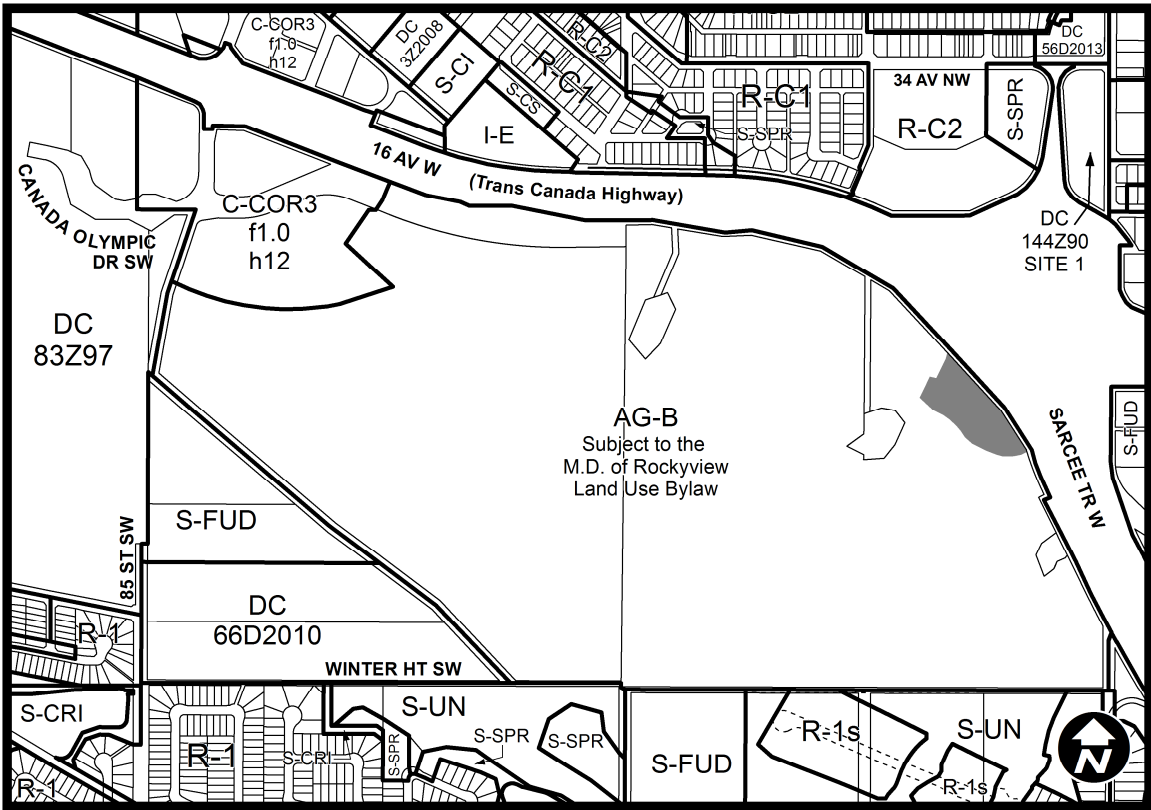 C-COR3
f1.0
h12
DC
3Z2008
S-CI
R-C2
R-C1
S-CS
I-E
R-C1
S-SPR
34 AV NW
R-C2
S-SPR
DC
56D2013
16 AV W
(Trans Canada Highway)
CANADA OLYMPIC
DR SW
C-COR3
f1.0
h12
DC
144Z90
SITE 1
DC
83Z97
AG-B
Subject to the
M.D. of Rockyview
Land Use Bylaw
SARCEE TR W
S-FUD
S-FUD
85 ST SW
DC
66D2010
R-1
WINTER HT SW
S-CRI
R-1
R-1
S-CRI
S-SPR
S-UN
S-SPR
S-SPR
S-FUD
R-1s
S-UN
R-1s
N